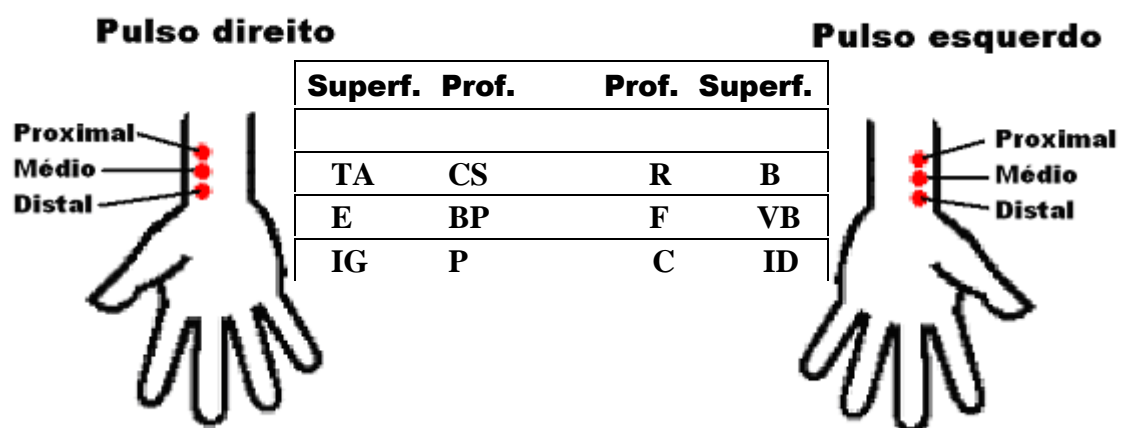 Pulso direito
Pulso esquerdo
Superf. Prof. Prof. Superf.
Proximal
Médio
Distal
TA CS R B
E BP F VB
IG P C ID
Proximal
Médio
Distal